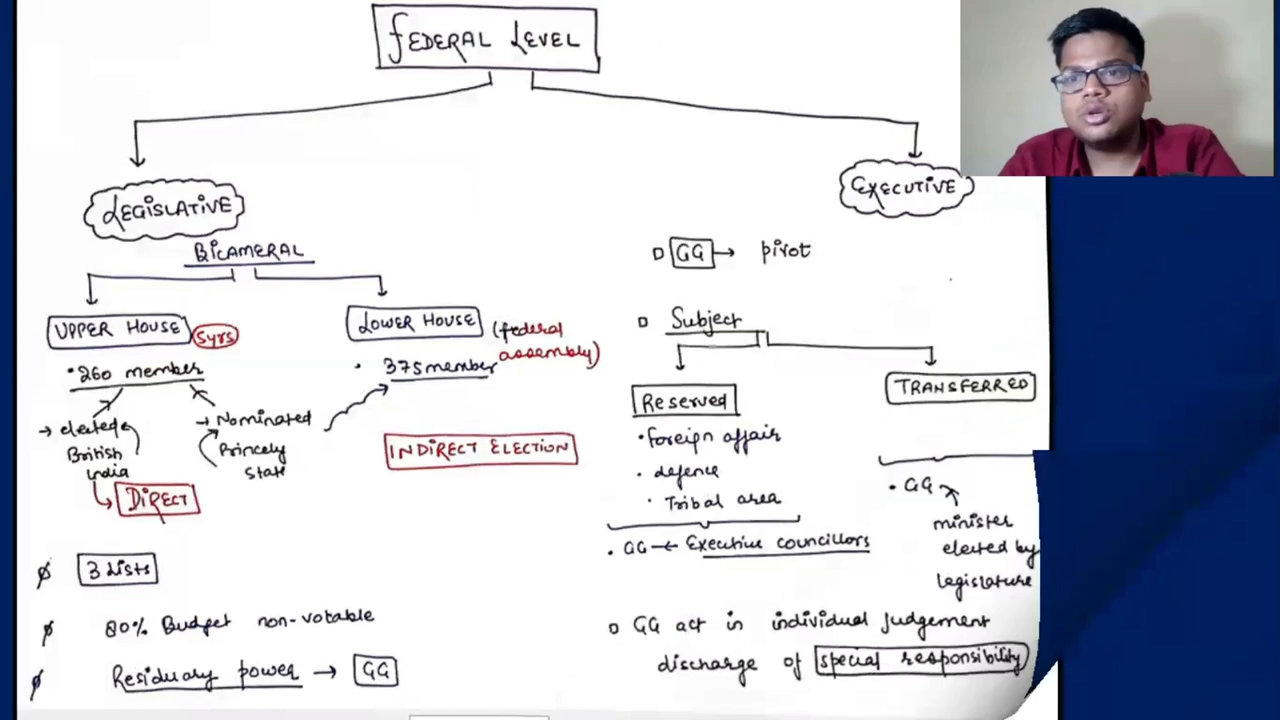 FEDERAL LEVEL
LEGISLATIVE
BICAMERAL
UPPER HOUSE
5yrs
• 260 member
→ elected
British
India
DIRECT
→ Nominated
Princely
State
LOWER HOUSE
(federal
assembly)
• 375 member
INDIRECT ELECTION
3 Lists
80% Budget non-votable
Residuary power → GG
EXECUTIVE
GG → pivot
Subject
Reserved
• Foreign affair
• defence
• Tribal area
• GG ← Executive councillors
TRANSFERRED
• GG
minister
elected by
legislature
GG act in individual judgement
discharge of special responsibility